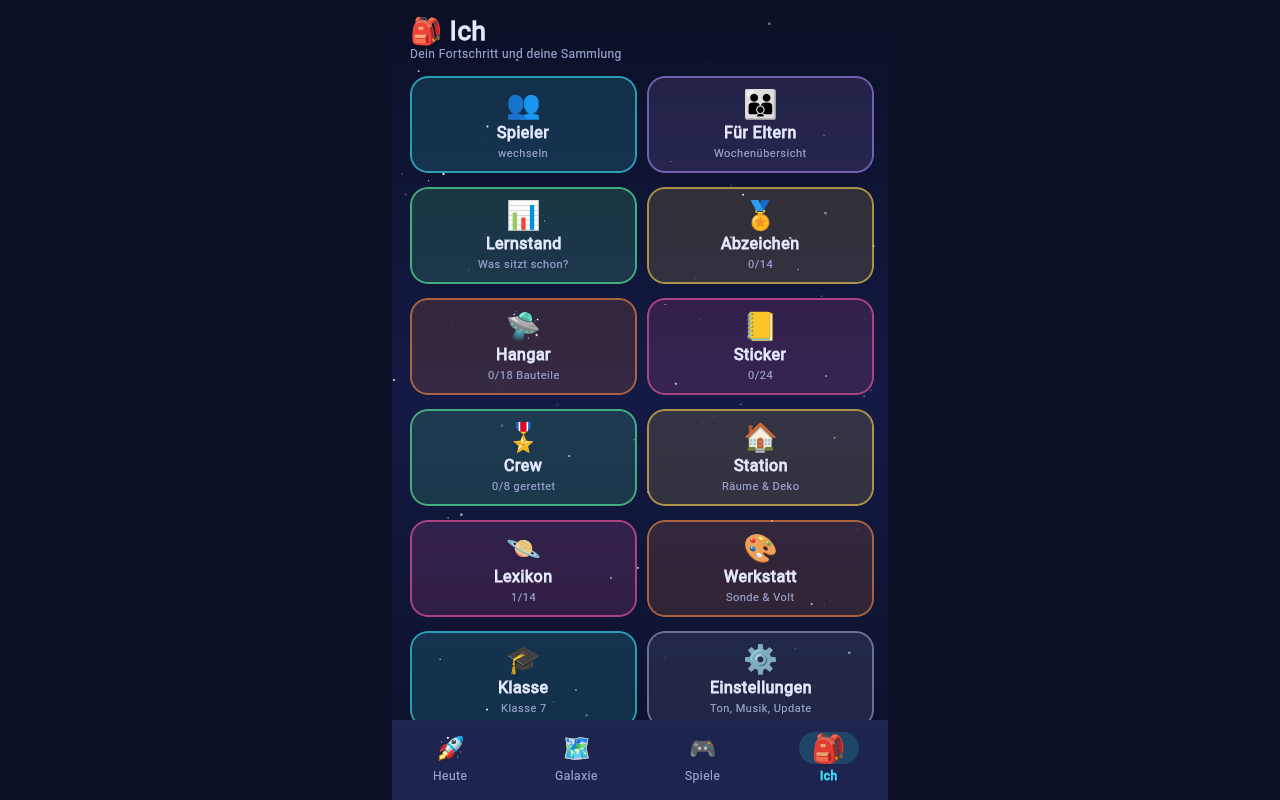 Ich
Dein Fortschritt und deine Sammlung
Spieler
wechseln
Für Eltern
Wochenübersicht
Lernstand
Was sitzt schon?
Abzeichen
0/14
Hangar
0/18 Bauteile
Sticker
0/24
Crew
0/8 gerettet
Station
Räume & Deko
Lexikon
1/14
Werkstatt
Sonde & Volt
Klasse
Klasse 7
Einstellungen
Ton, Musik, Update
Heute
Galaxie
Spiele
Ich